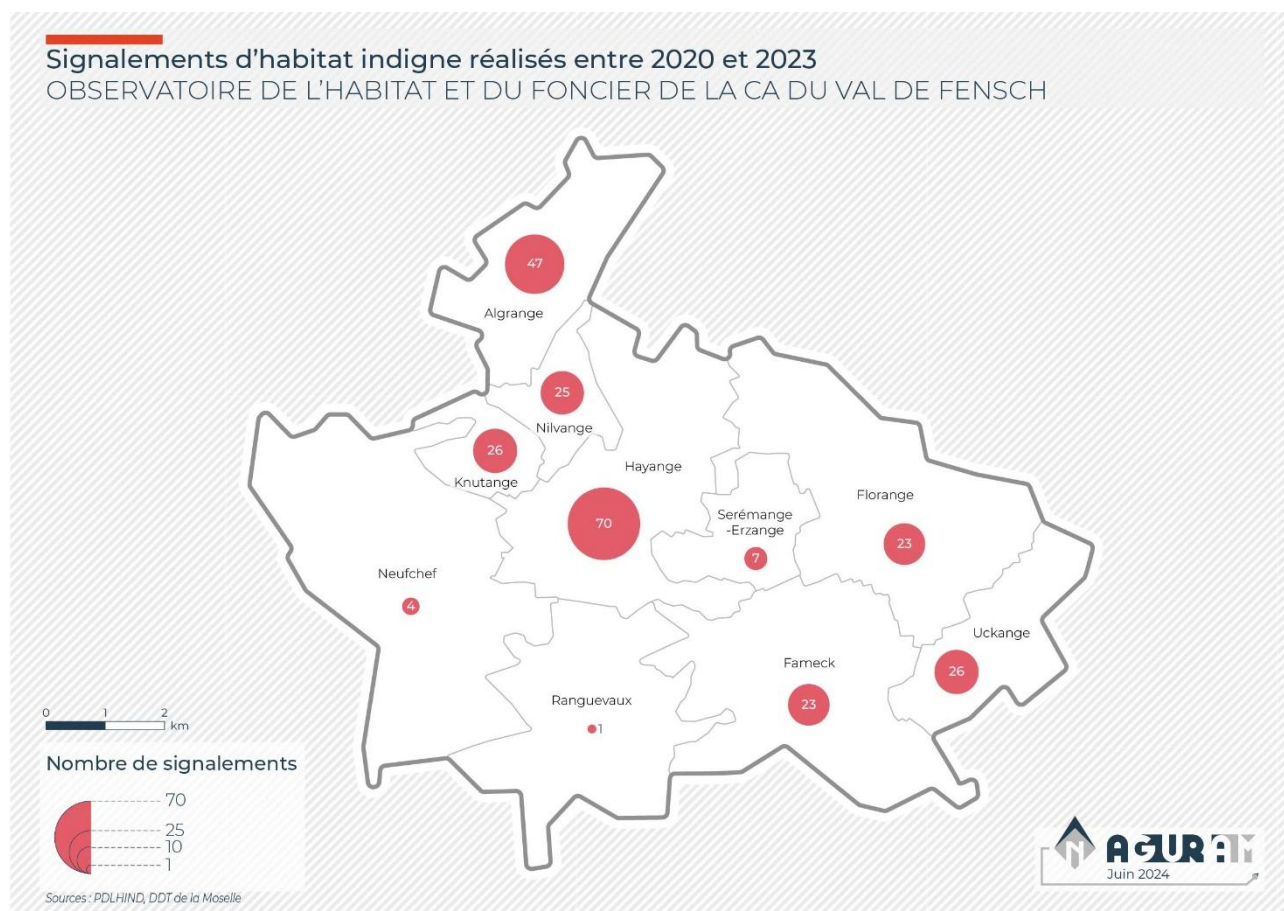 Signalements d'habitat indigne réalisés entre 2020 et 2023
OBSERVATOIRE DE L'HABITAT ET DU FONCIER DE LA CA DU VAL DE FENSCH
47
Algrange
25
Nilvange
26
Knutange
Hayange
70
Serémange
-Erzange
7
Florange
23
Neufchef
4
Uckange
26
Fameck
23
Ranguevaux
1
0 1 2
km
Nombre de signalements
70
25
10
1
Sources : PDLHIND, DDT de la Moselle
N
AGURAM
Juin 2024